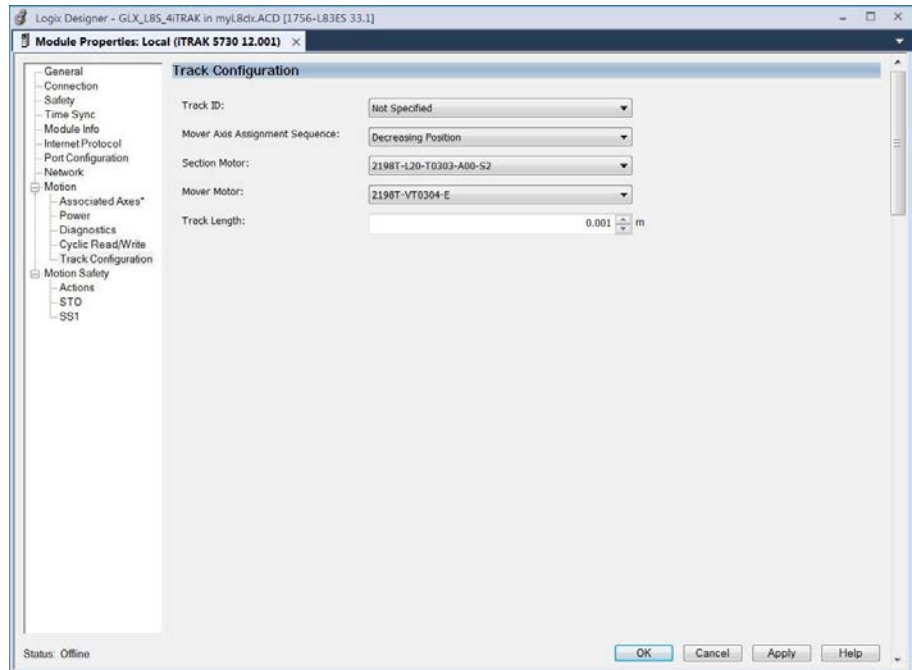 Logix Designer - GLX_L8S_4iTRAK in myL8clx.ACD [1756-L83ES 33.1]
Module Properties: Local (iTRAK 5730 12.001) ×
General
Connection
Safety
Time Sync
Module Info
Internet Protocol
Port Configuration
Network
Motion
Associated Axes*
Power
Diagnostics
Cyclic Read/Write
Track Configuration
Motion Safety
Actions
STO
SS1
Track Configuration
Track ID: Not Specified
Mover Axis Assignment Sequence: Decreasing Position
Section Motor: 2198T-L20-T0303-A00-S2
Mover Motor: 2198T-VT0304-E
Track Length: 0.001 m
Status: Offline
OK Cancel Apply Help